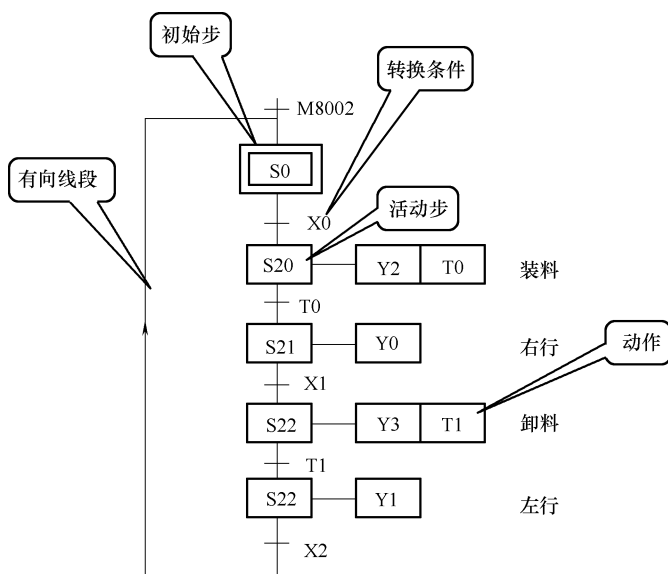 初始步
转换条件
M8002
有向线段
S0
X0
活动步
S20
Y2
T0
装料
T0
S21
Y0
右行
动作
X1
S22
Y3
T1
卸料
T1
S22
Y1
左行
X2